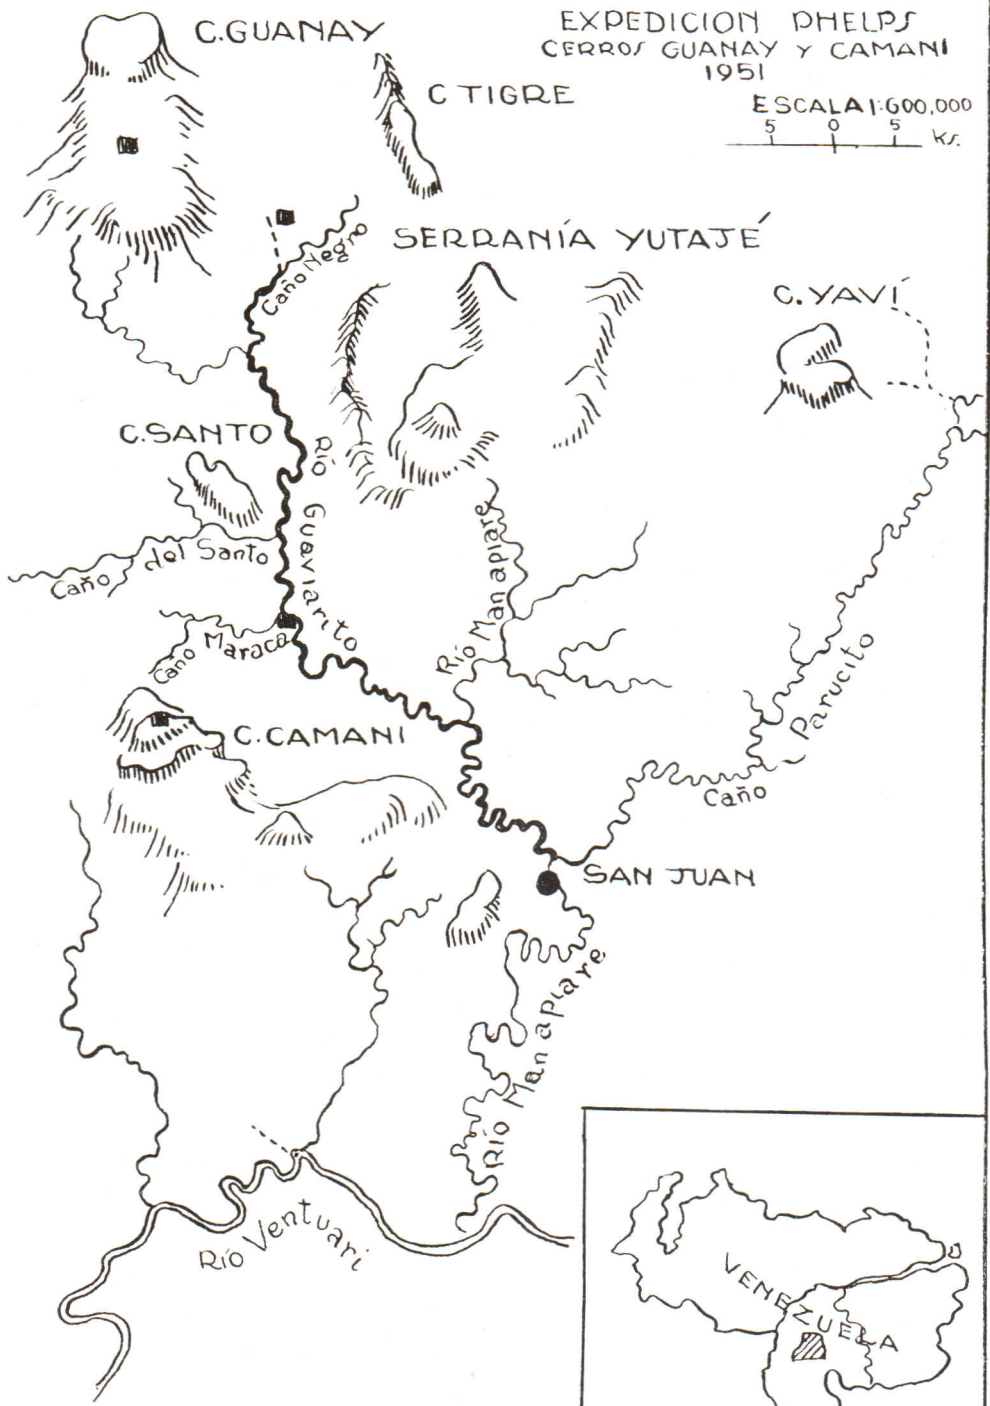 EXPEDICION PHELPS
CERROS GUANAY Y CAMANI
1951
ESCALA 1:600,000
5 0 5 Ks.
C.GUANAY
C TIGRE
Caño Negro
SERRANÍA YUTAJÉ
C.YAVÍ
C.SANTO
Río Guaviarito
Río Manapiare
Caño del Santo
Caño Maraca
Caño Parucito
C.CAMANI
SAN JUAN
Río Manapiare
Río Ventuari
VENEZUELA